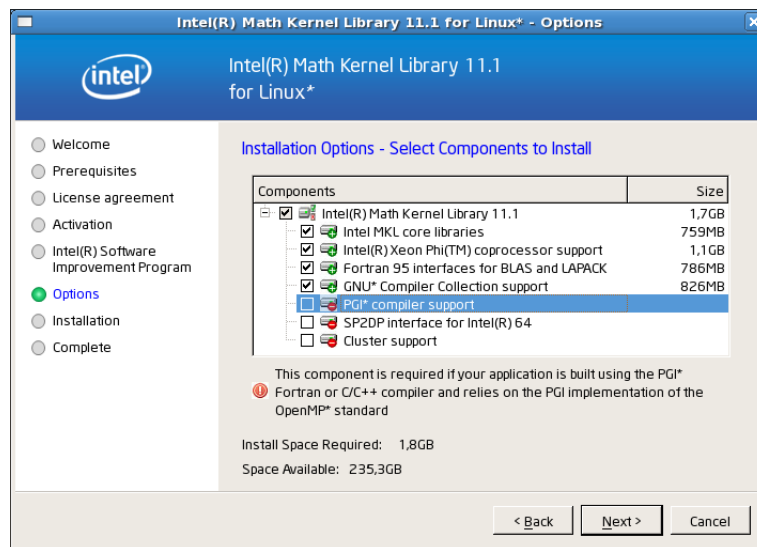 Intel(R) Math Kernel Library 11.1 for Linux* - Options
intel
Intel(R) Math Kernel Library 11.1
for Linux*
Welcome
Prerequisites
License agreement
Activation
Intel(R) Software
Improvement Program
Options
Installation
Complete
Installation Options - Select Components to Install
Components Size
Intel(R) Math Kernel Library 11.1 1,7GB
Intel MKL core libraries 759MB
Intel(R) Xeon Phi(TM) coprocessor support 1,1GB
Fortran 95 interfaces for BLAS and LAPACK 786MB
GNU* Compiler Collection support 826MB
PGI* compiler support
SP2DP interface for Intel(R) 64
Cluster support
This component is required if your application is built using the PGI*
Fortran or C/C++ compiler and relies on the PGI implementation of the
OpenMP* standard
Install Space Required: 1,8GB
Space Available: 235,3GB
< Back Next > Cancel